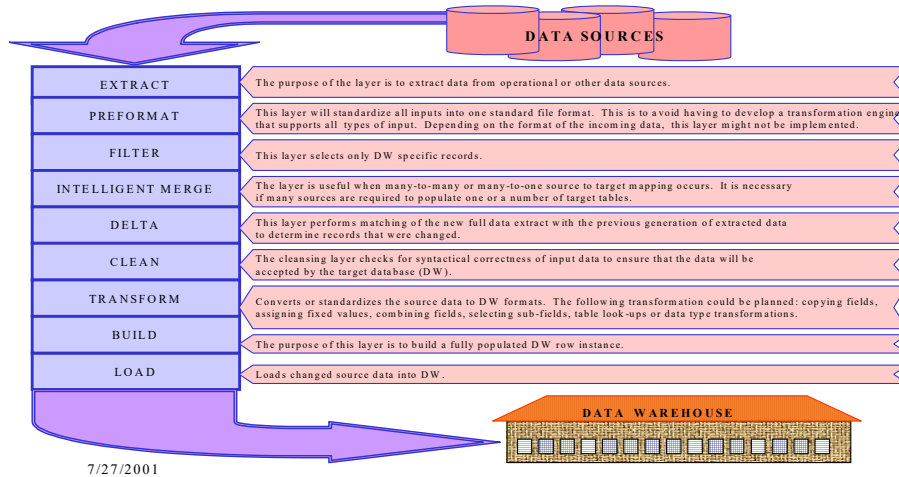 DATA SOURCES
EXTRACT
The purpose of the layer is to extract data from operational or other data sources.
PREFORMAT
This layer will standardize all inputs into one standard file format. This is to avoid having to develop a transformation engine
that supports all types of input. Depending on the format of the incoming data, this layer might not be implemented.
FILTER
This layer selects only DW specific records.
INTELLIGENT MERGE
The layer is useful when many-to-many or many-to-one source to target mapping occurs. It is necessary
if many sources are required to populate one or a number of target tables.
DELTA
This layer performs matching of the new full data extract with the previous generation of extracted data
to determine records that were changed.
CLEAN
The cleansing layer checks for syntactical correctness of input data to ensure that the data will be
accepted by the target database (DW).
TRANSFORM
Converts or standardizes the source data to DW formats. The following transformation could be planned: copying fields,
assigning fixed values, combining fields, selecting sub-fields, table look-ups or data type transformations.
BUILD
The purpose of this layer is to build a fully populated DW row instance.
LOAD
Loads changed source data into DW.
DATA WAREHOUSE
7/27/2001